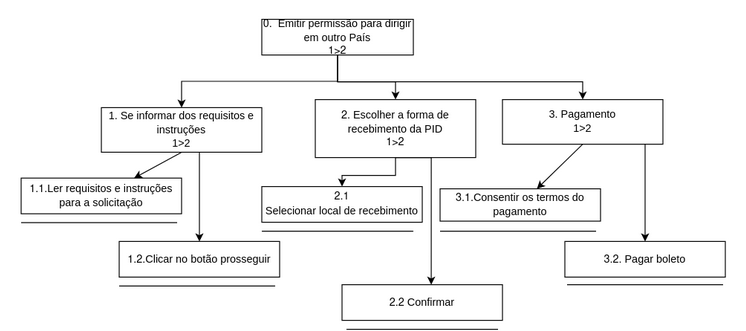 0.  Emitir permissão para dirigir
em outro País
1>2
1. Se informar dos requisitos e
instruções
1>2
2. Escolher a forma de
recebimento da PID
1>2
3. Pagamento
1>2
1.1.Ler requisitos e instruções
para a solicitação
2.1
Selecionar local de recebimento
3.1.Consentir os termos do
pagamento
1.2.Clicar no botão prosseguir
3.2. Pagar boleto
2.2 Confirmar